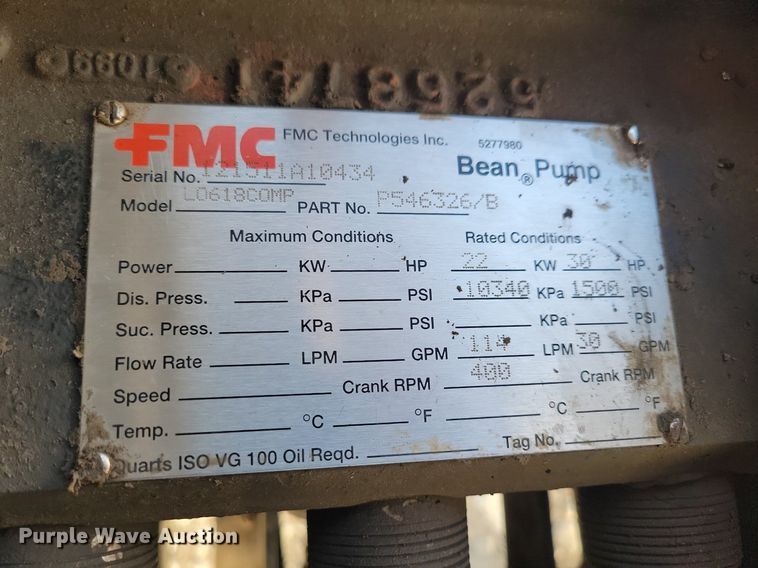 FMC FMC Technologies Inc. 5277980
Bean® Pump
Serial No. 121511A10434
Model L0618COMP PART No. P546326/B
Maximum Conditions Rated Conditions
Power KW HP 22 KW 30 HP
Dis. Press. KPa PSI 10340 KPa 1500 PSI
Suc. Press. KPa PSI KPa PSI
Flow Rate LPM GPM 114 LPM 30 GPM
Speed Crank RPM 400 Crank RPM
Temp. °C °F °C °F
Quarts ISO VG 100 Oil Reqd. Tag No.
Purple Wave Auction